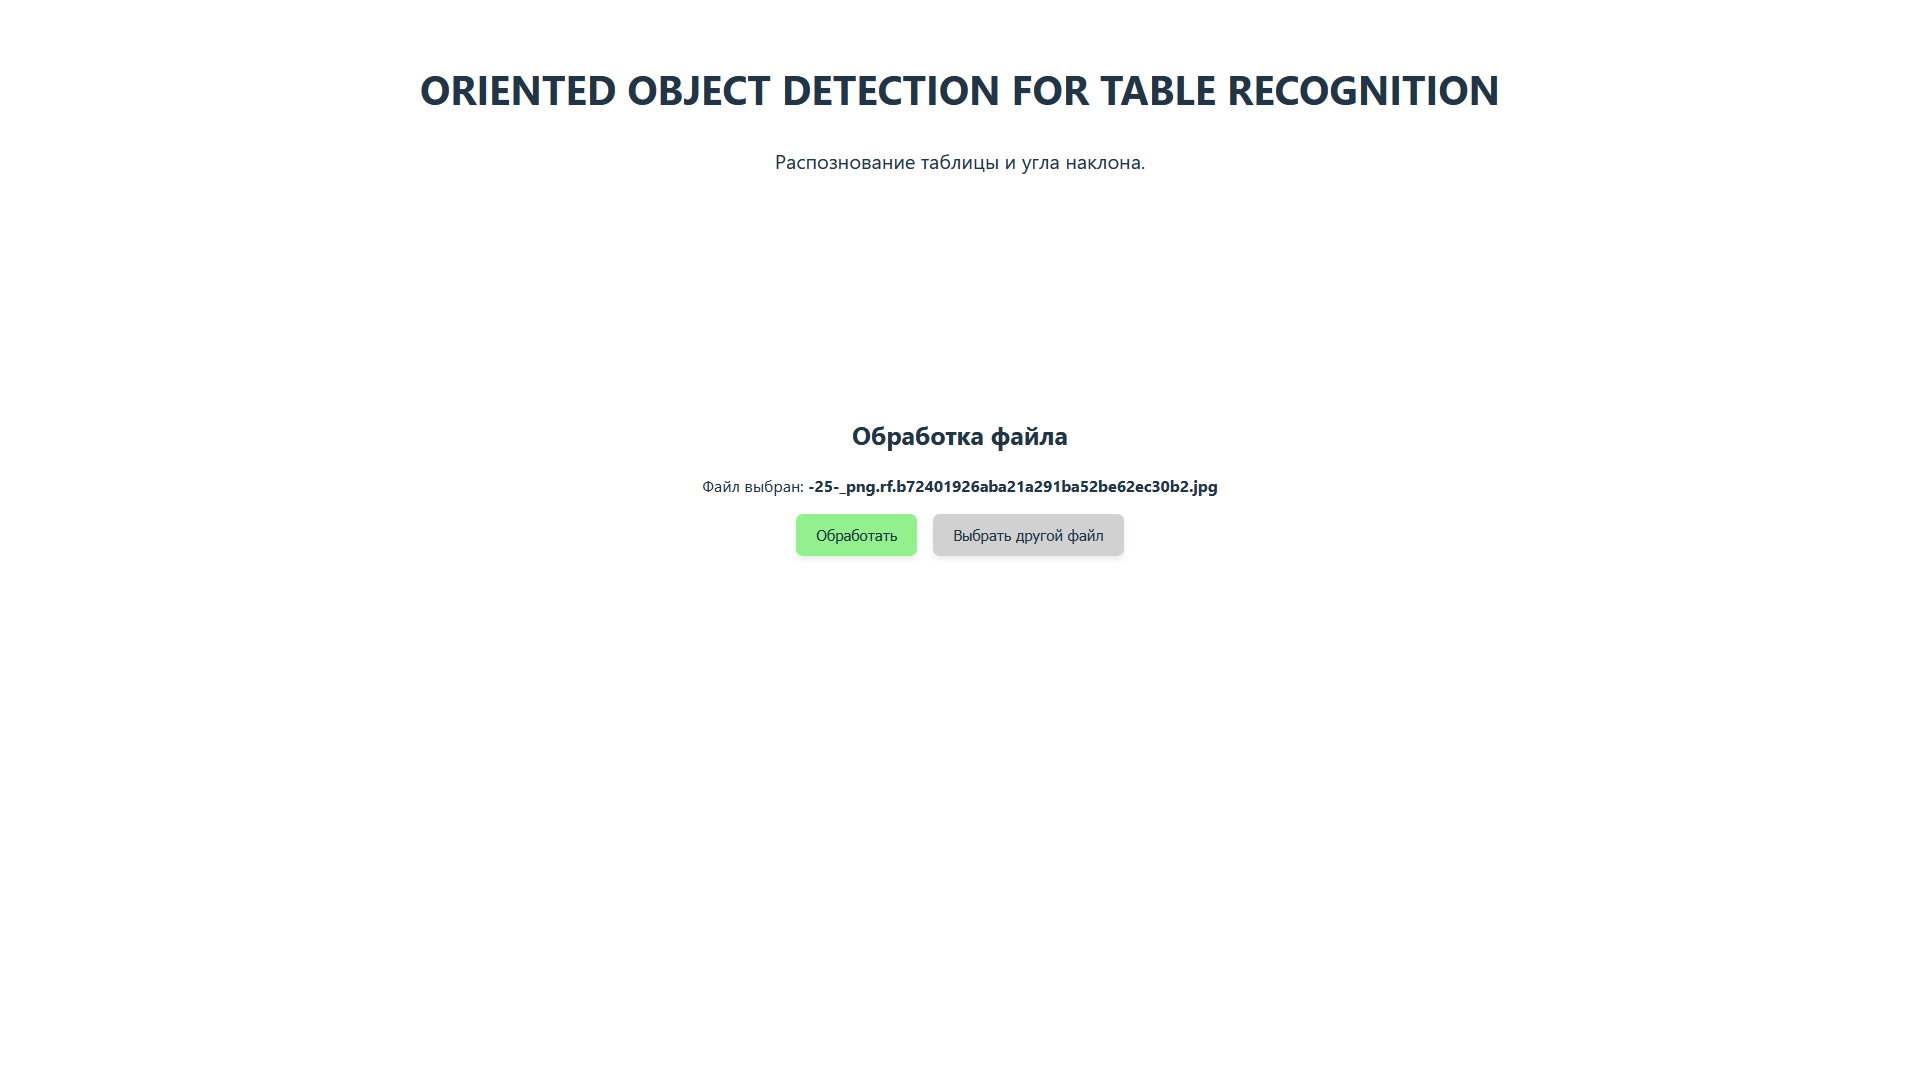 ORIENTED OBJECT DETECTION FOR TABLE RECOGNITION
Распознование таблицы и угла наклона.
Обработка файла
Файл выбран: -25-_png.rf.b72401926aba21a291ba52be62ec30b2.jpg
Обработать
Выбрать другой файл